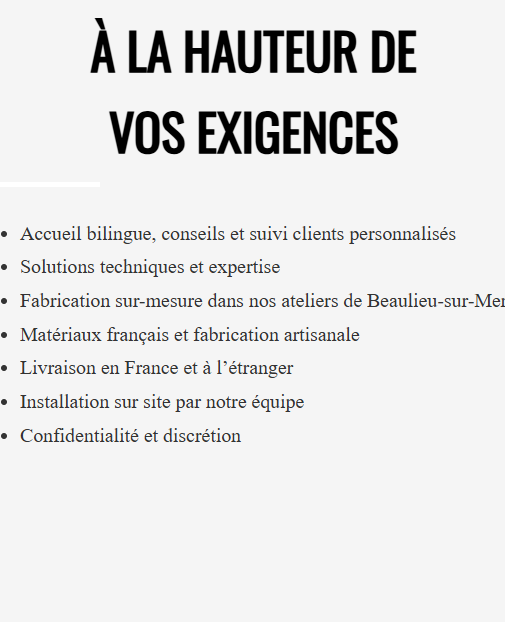 À LA HAUTEUR DE
VOS EXIGENCES
• Accueil bilingue, conseils et suivi clients personnalisés
• Solutions techniques et expertise
• Fabrication sur-mesure dans nos ateliers de Beaulieu-sur-Mer
• Matériaux français et fabrication artisanale
• Livraison en France et à l’étranger
• Installation sur site par notre équipe
• Confidentialité et discrétion